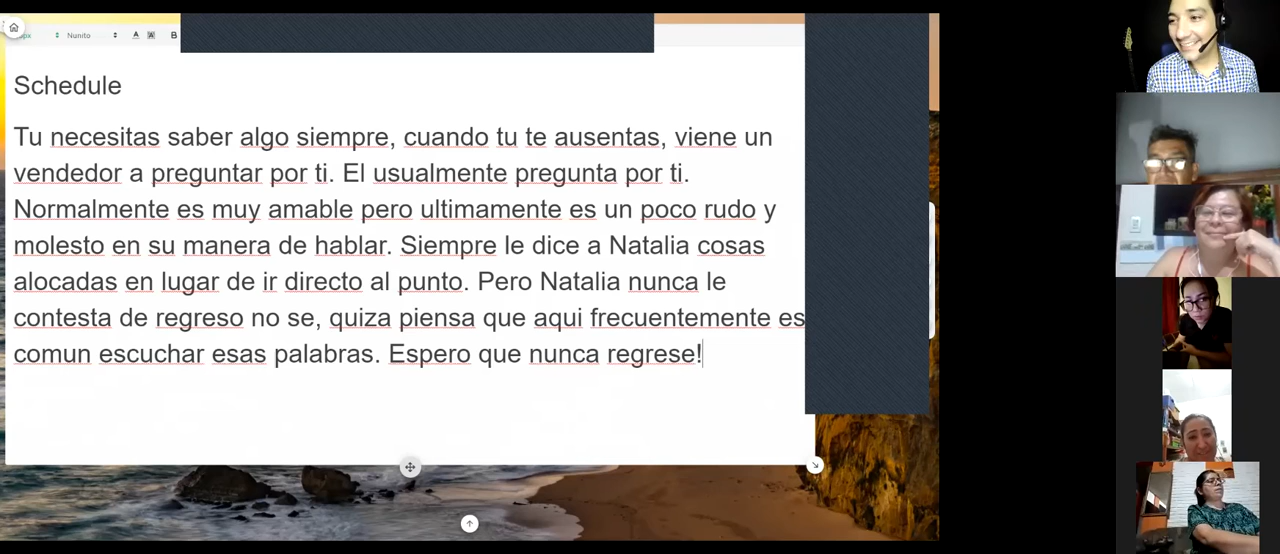 Nunito
A
A
B
Schedule
Tu necesitas saber algo siempre, cuando tu te ausentas, viene un
vendedor a preguntar por ti. El usualmente pregunta por ti.
Normalmente es muy amable pero ultimamente es un poco rudo y
molesto en su manera de hablar. Siempre le dice a Natalia cosas
alocadas en lugar de ir directo al punto. Pero Natalia nunca le
contesta de regreso no se, quiza piensa que aqui frecuentemente es
comun escuchar esas palabras. Espero que nunca regrese!